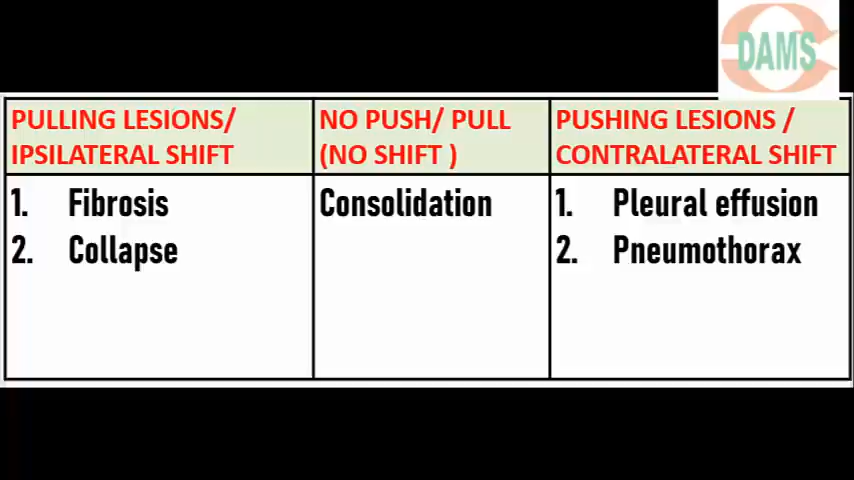 DAMS
PULLING LESIONS/
IPSILATERAL SHIFT
NO PUSH/ PULL
(NO SHIFT )
PUSHING LESIONS /
CONTRALATERAL SHIFT
1. Fibrosis
2. Collapse
Consolidation
1. Pleural effusion
2. Pneumothorax